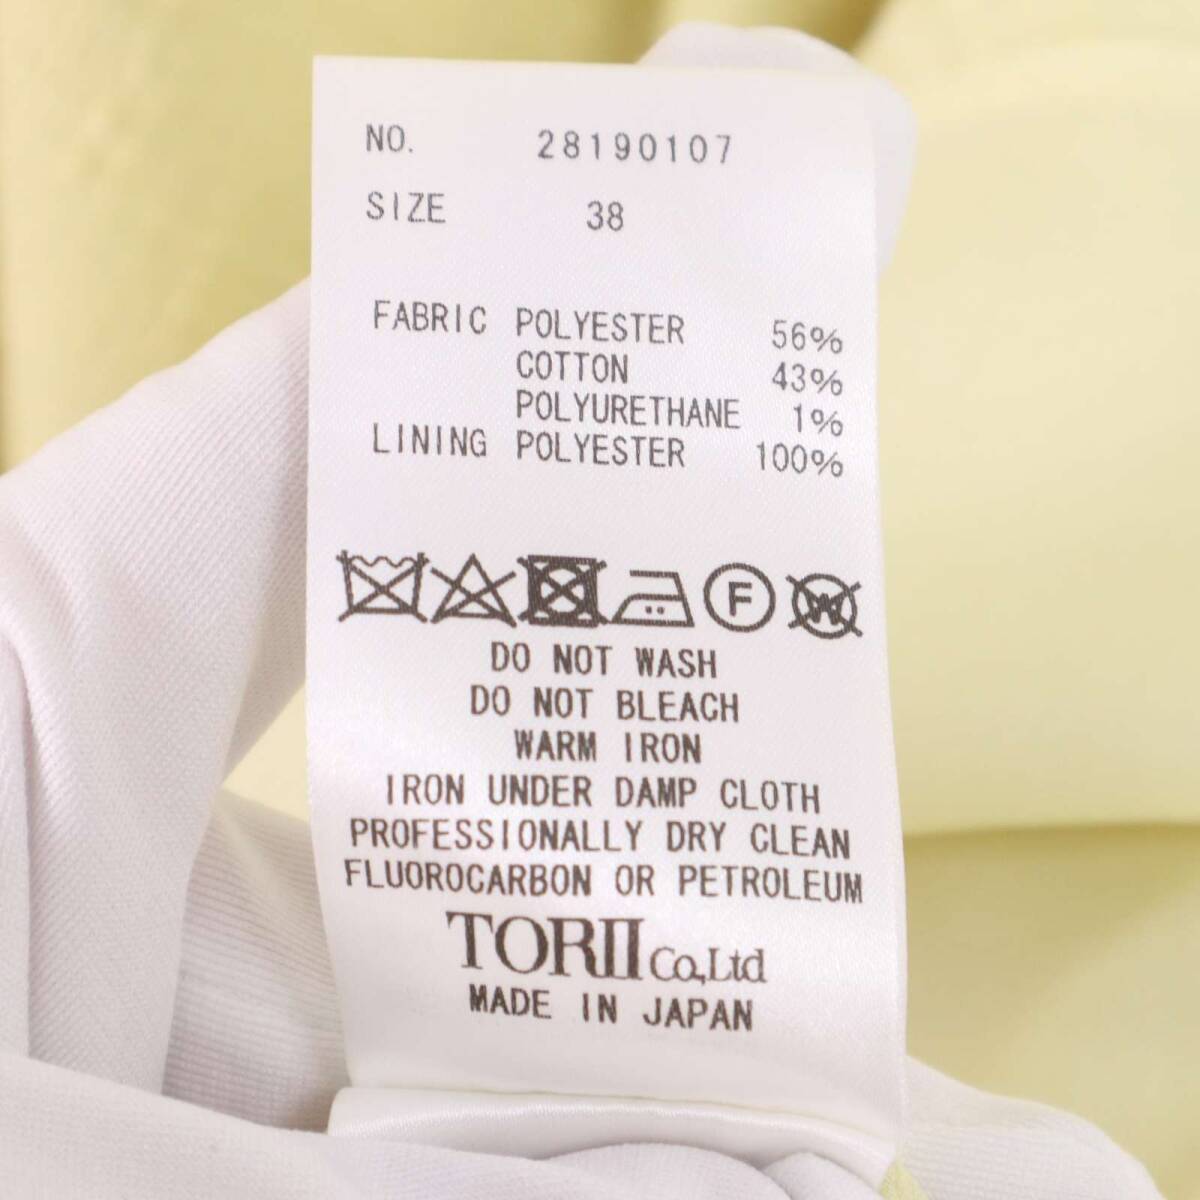 NO. 28190107
SIZE 38
FABRIC POLYESTER 56%
COTTON 43%
POLYURETHANE 1%
LINING POLYESTER 100%
F W
DO NOT WASH
DO NOT BLEACH
WARM IRON
IRON UNDER DAMP CLOTH
PROFESSIONALLY DRY CLEAN
FLUOROCARBON OR PETROLEUM
TORII Co.,Ltd
MADE IN JAPAN